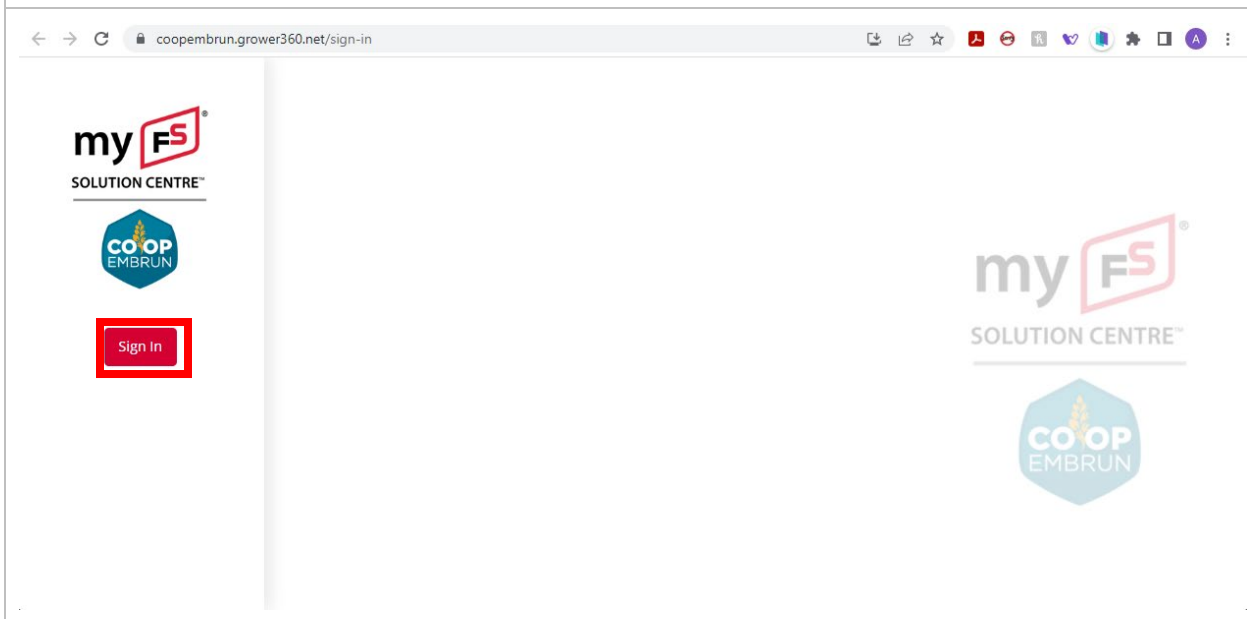 coopembrun.grower360.net/sign-in
A
my FS®
SOLUTION CENTRE™
CO OP
EMBRUN
Sign In
my FS®
SOLUTION CENTRE™
CO OP
EMBRUN